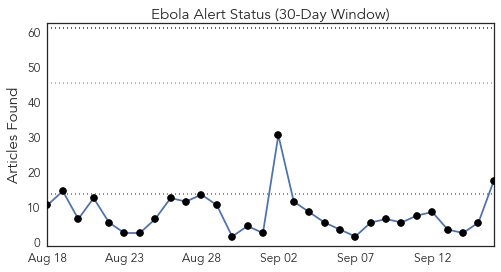 Ebola Alert Status (30-Day Window)
Articles Found
60
50
40
30
20
10
0
Aug 18 Aug 23 Aug 28 Sep 02 Sep 07 Sep 12